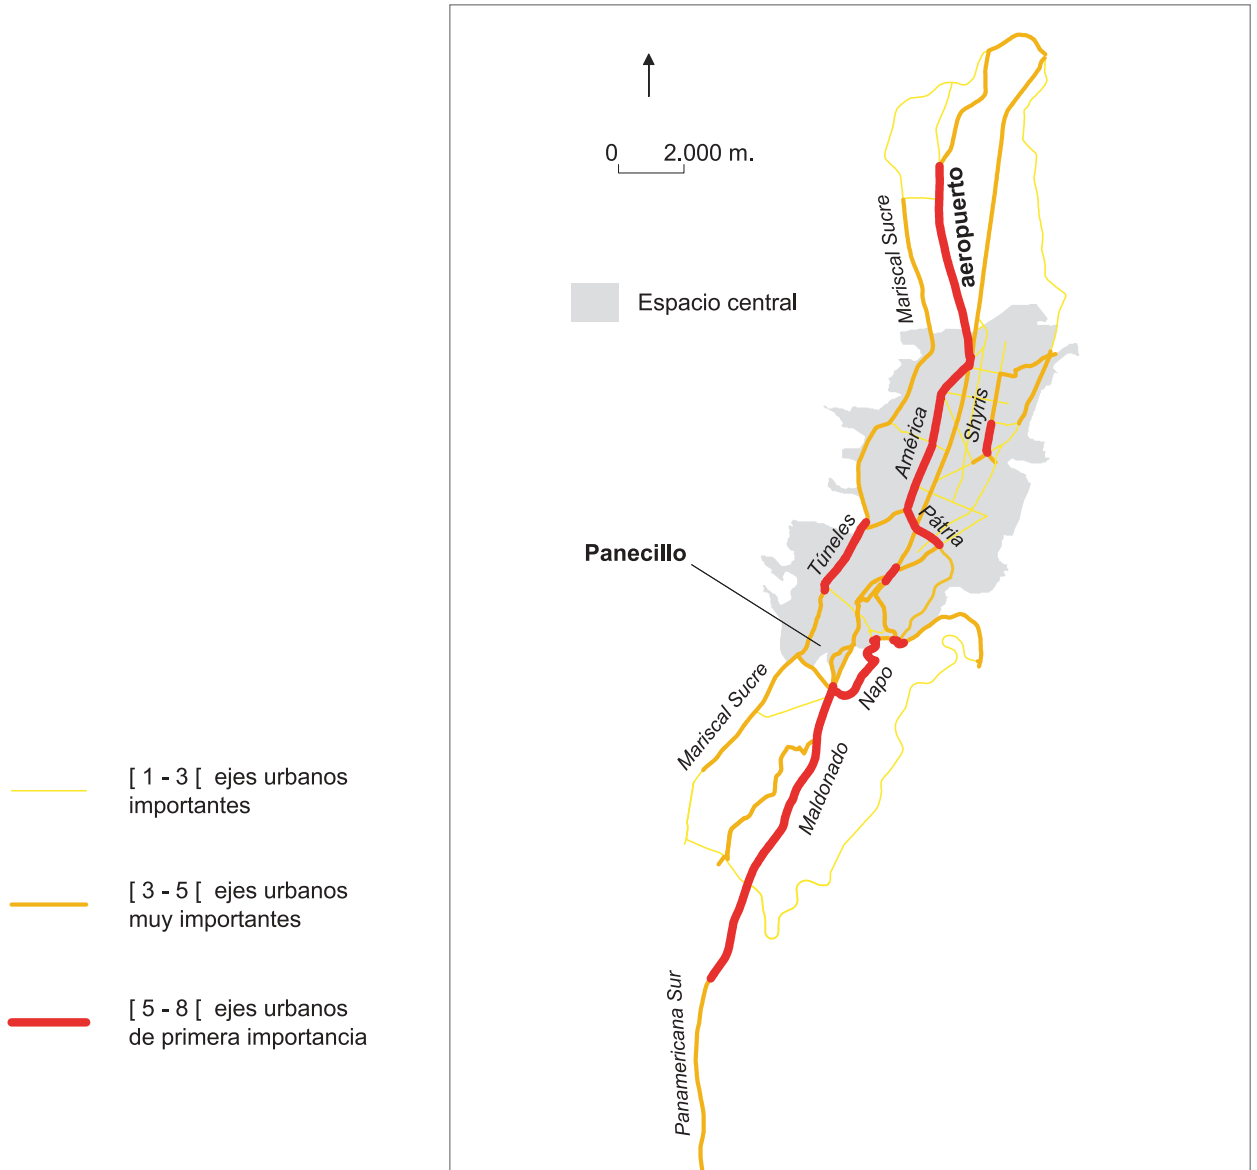 0 2.000 m.
aeropuerto
Mariscal Sucre
Espacio central
América
Shyris
Pátria
Túneles
Panecillo
Napo
Mariscal Sucre
Maldonado
Panamericana Sur
[ 1 - 3 [ ejes urbanos
importantes
[ 3 - 5 [ ejes urbanos
muy importantes
[ 5 - 8 [ ejes urbanos
de primera importancia